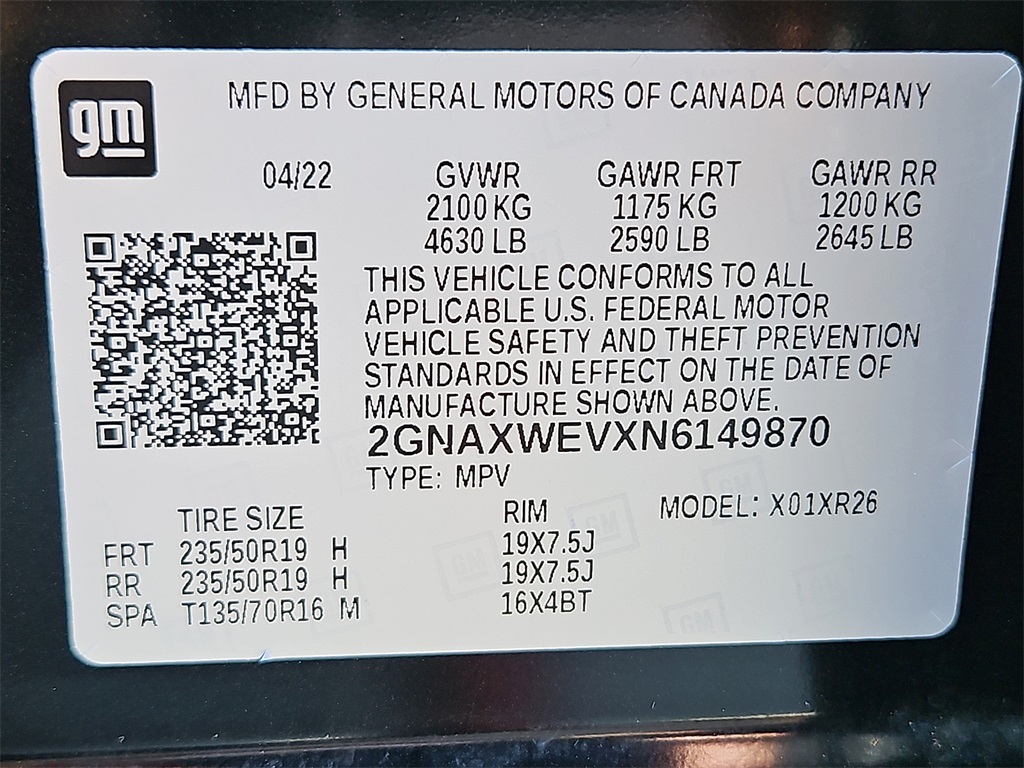 gm
MFD BY GENERAL MOTORS OF CANADA COMPANY
04/22 GVWR GAWR FRT GAWR RR
2100 KG 1175 KG 1200 KG
4630 LB 2590 LB 2645 LB
THIS VEHICLE CONFORMS TO ALL
APPLICABLE U.S. FEDERAL MOTOR
VEHICLE SAFETY AND THEFT PREVENTION
STANDARDS IN EFFECT ON THE DATE OF
MANUFACTURE SHOWN ABOVE.
2GNAXWEVXN6149870
TYPE: MPV
TIRE SIZE RIM MODEL: X01XR26
FRT 235/50R19 H 19X7.5J
RR 235/50R19 H 19X7.5J
SPA T135/70R16 M 16X4BT